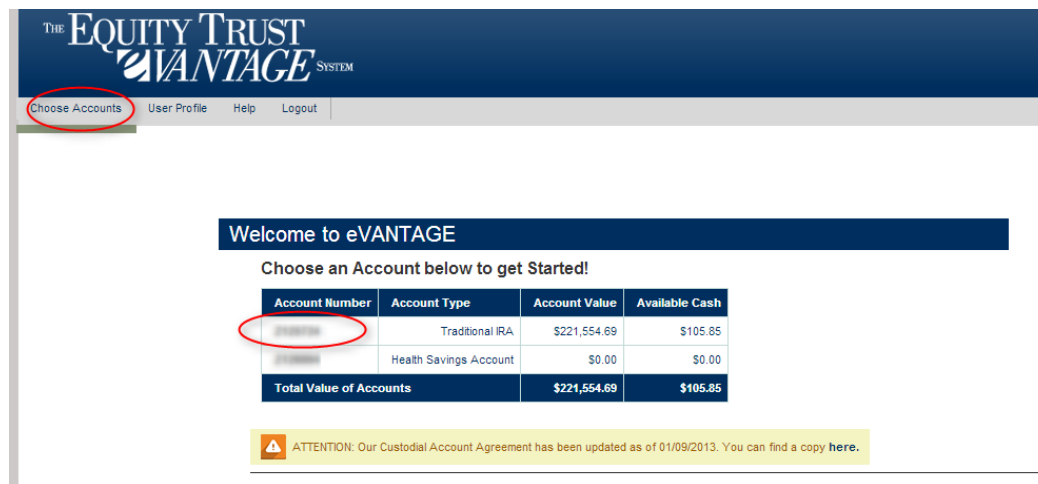 THE EQUITY TRUST
eVANTAGE SYSTEM
Choose Accounts User Profile Help Logout
Welcome to eVANTAGE
Choose an Account below to get Started!
Account Number Account Type Account Value Available Cash
Traditional IRA $221,554.69 $105.85
Health Savings Account $0.00 $0.00
Total Value of Accounts $221,554.69 $105.85
ATTENTION: Our Custodial Account Agreement has been updated as of 01/09/2013. You can find a copy here.